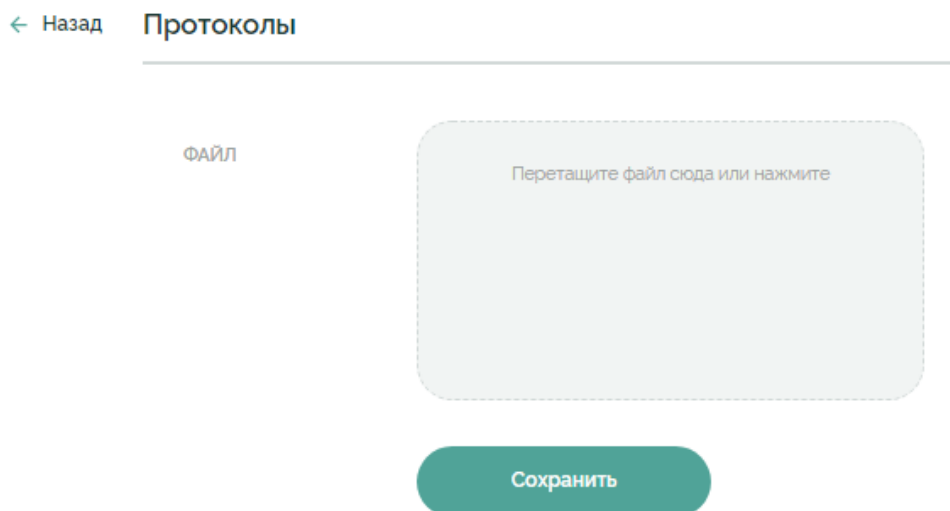 Назад
Протоколы
ФАЙЛ
Перетащите файл сюда или нажмите
Сохранить